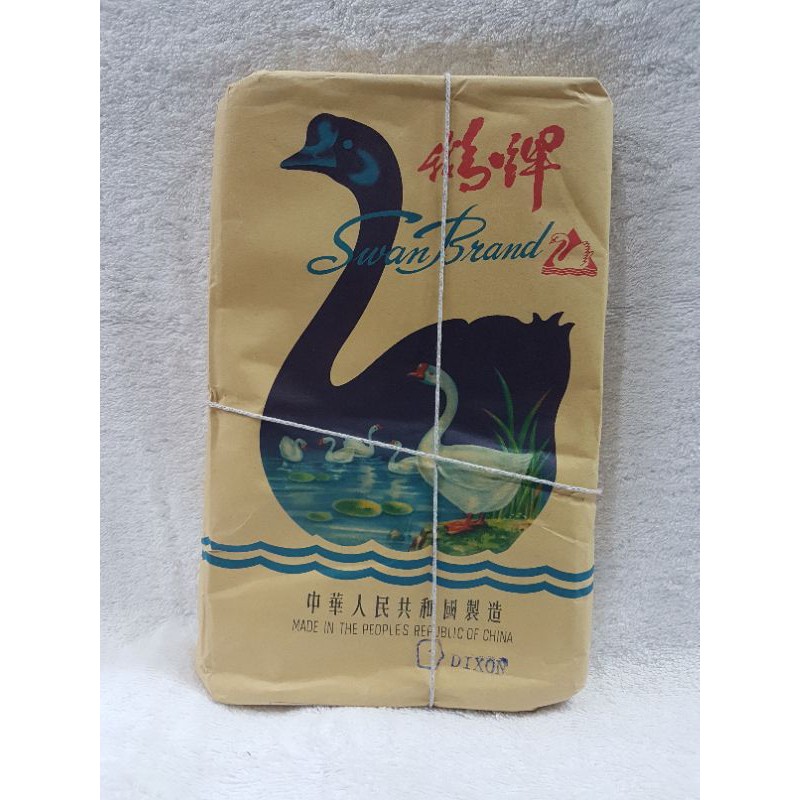 鹅牌
Swan Brand
中華人民共和國製造
MADE IN THE PEOPLES REPUBLIC OF CHINA
DIXON